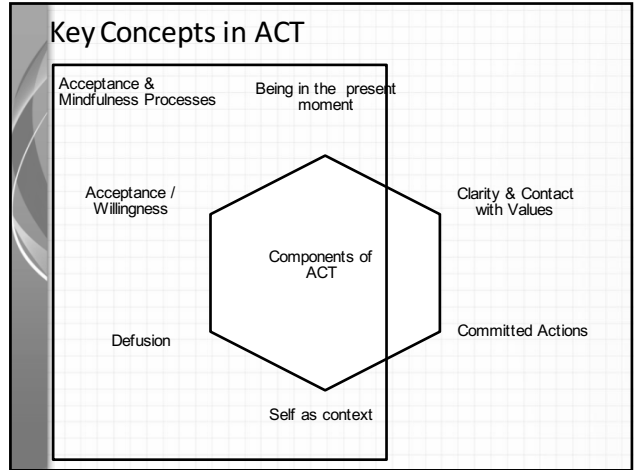 Key Concepts in ACT
Acceptance &
Mindfulness Processes
Being in the present
moment
Acceptance /
Willingness
Clarity & Contact
with Values
Components of
ACT
Defusion
Committed Actions
Self as context